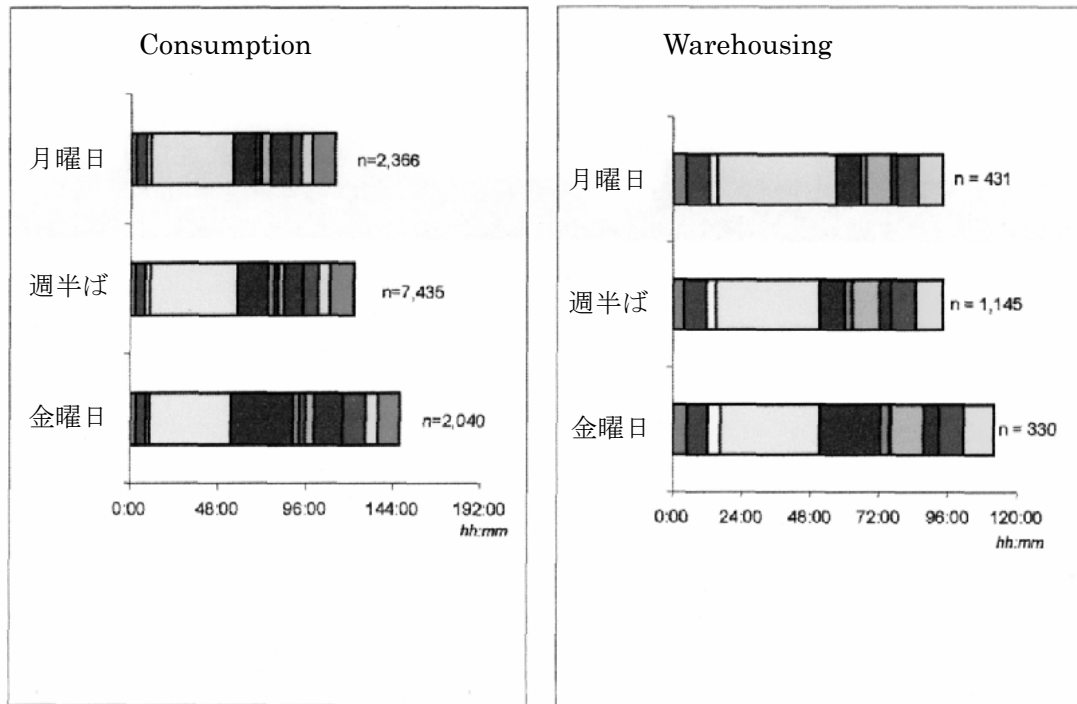 Consumption
月曜日
n=2,366
週半ば
n=7,435
金曜日
n=2,040
0:00 48:00 96:00 144:00 192:00
hh:mm
Warehousing
月曜日
n = 431
週半ば
n = 1,145
金曜日
n = 330
0:00 24:00 48:00 72:00 96:00 120:00
hh:mm